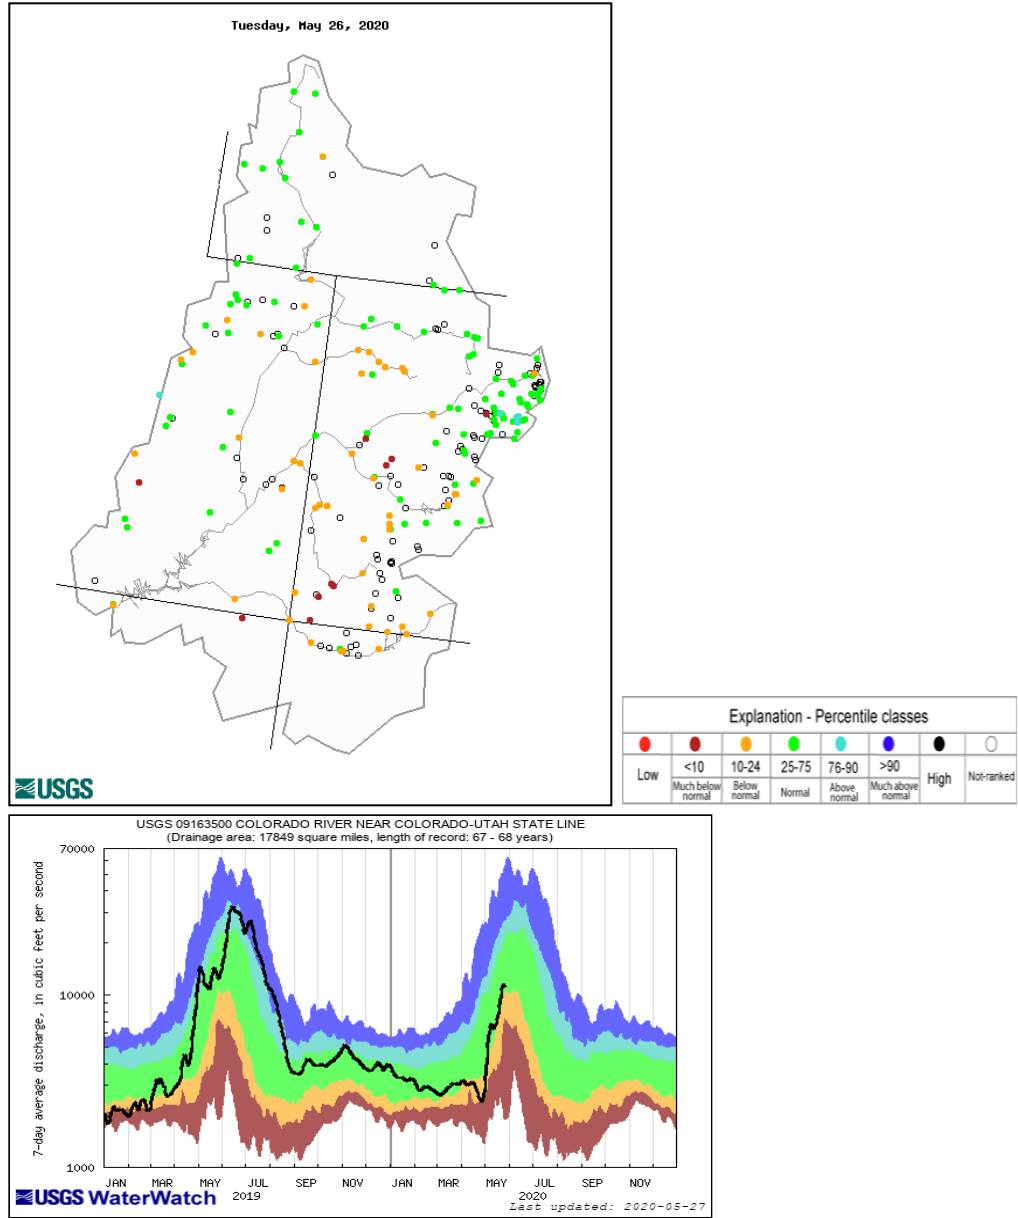 Tuesday, May 26, 2020
USGS
Explanation - Percentile classes
Low
<10
10-24
25-75
76-90
>90
High
Not-ranked
Much below normal
Below normal
Normal
Above normal
Much above normal
USGS 09163500 COLORADO RIVER NEAR COLORADO-UTAH STATE LINE
(Drainage area: 17849 square miles, length of record: 67 - 68 years)
7-day average discharge, in cubic feet per second
70000
10000
1000
JAN MAR MAY JUL SEP NOV JAN MAR MAY JUL SEP NOV
2019 2020
USGS WaterWatch
Last updated: 2020-05-27